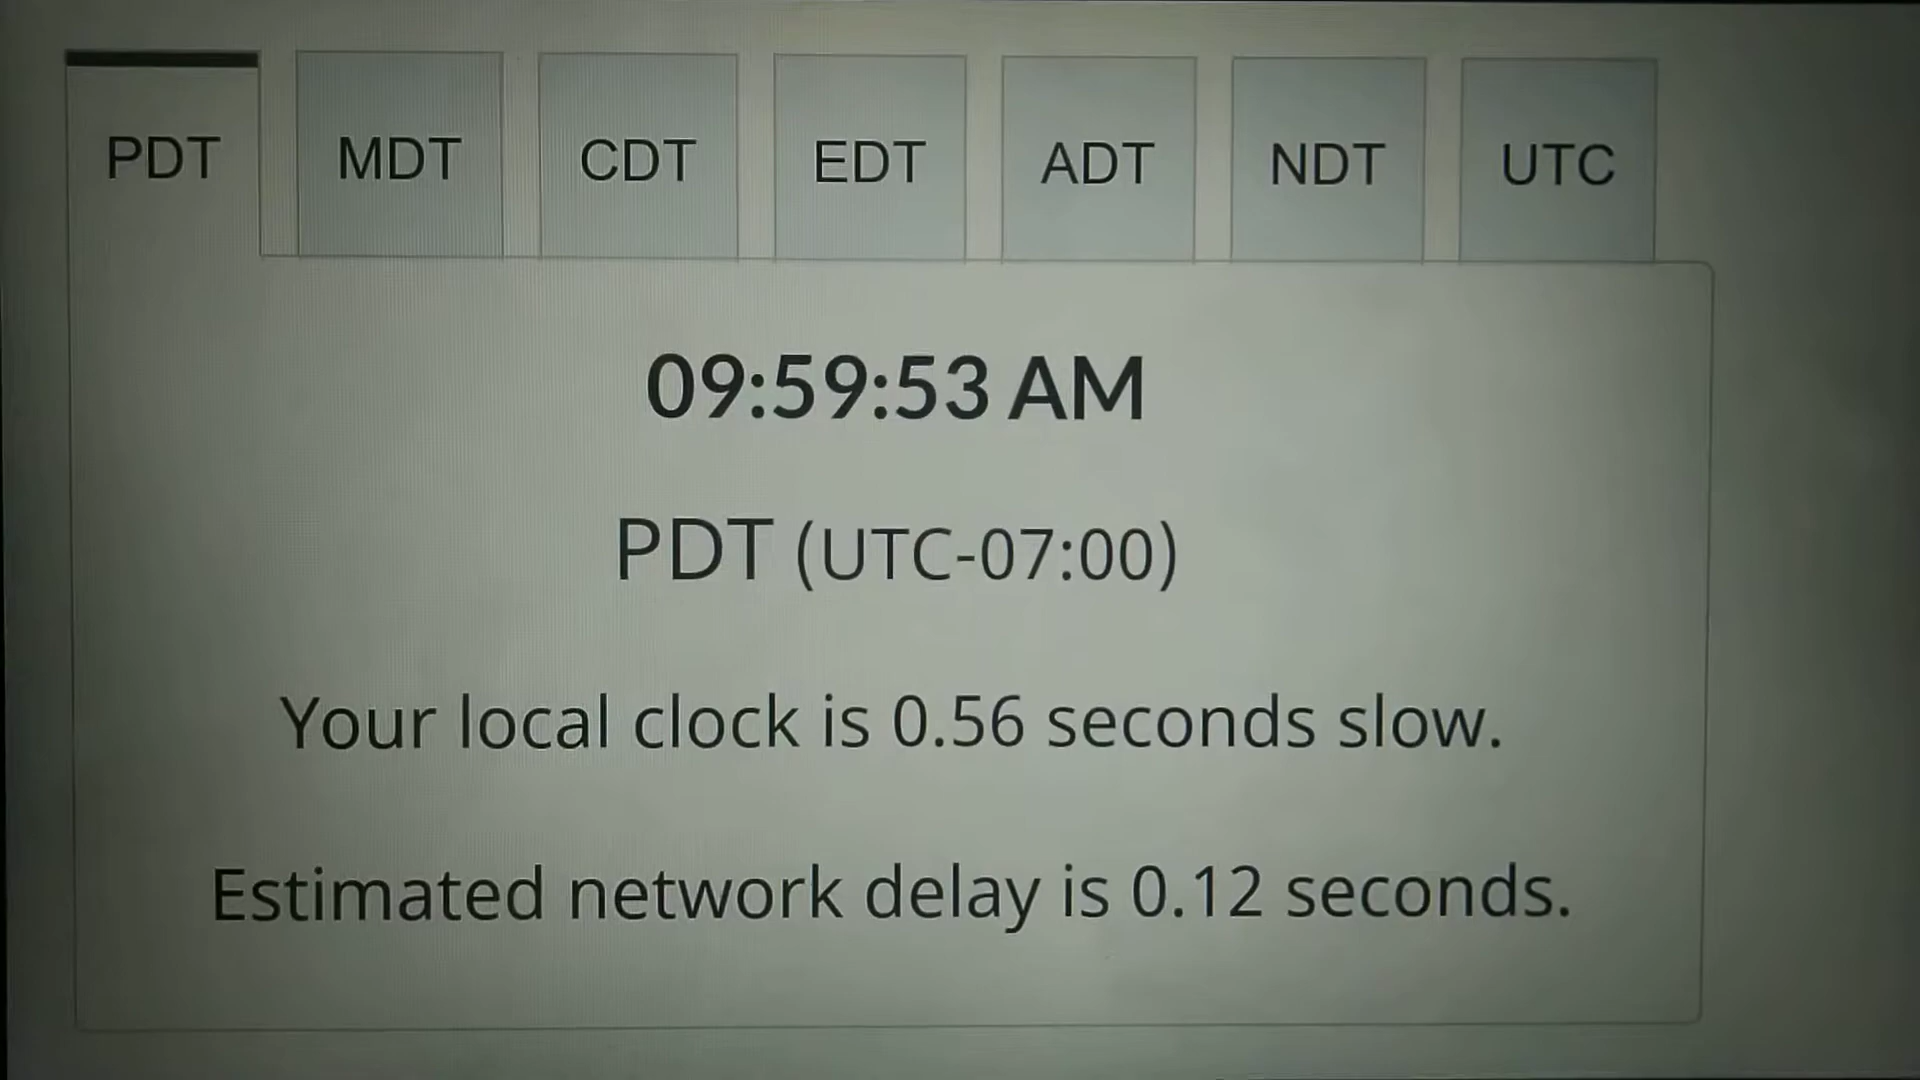 PDT MDT CDT EDT ADT NDT UTC
09:59:53 AM
PDT (UTC-07:00)
Your local clock is 0.56 seconds slow.
Estimated network delay is 0.12 seconds.